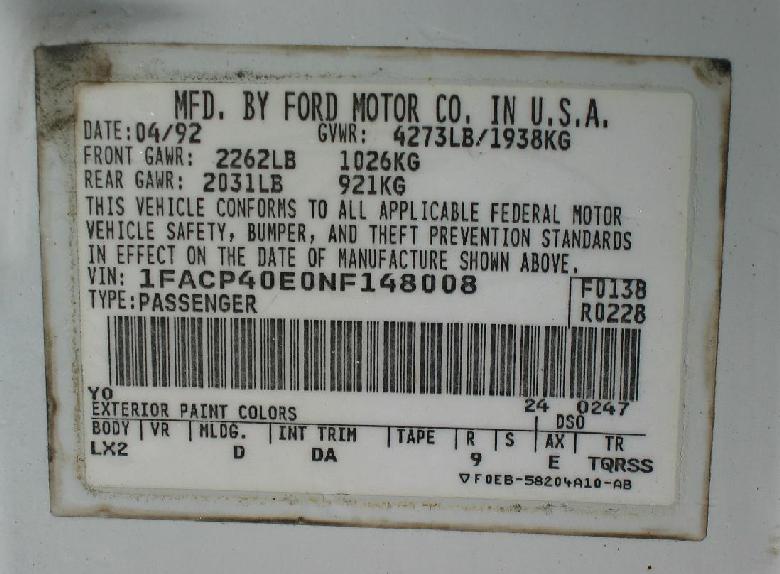 MFD. BY FORD MOTOR CO. IN U.S.A.
DATE: 04/92 GVWR: 4273LB/1938KG
FRONT GAWR: 2262LB 1026KG
REAR GAWR: 2031LB 921KG
THIS VEHICLE CONFORMS TO ALL APPLICABLE FEDERAL MOTOR
VEHICLE SAFETY, BUMPER, AND THEFT PREVENTION STANDARDS
IN EFFECT ON THE DATE OF MANUFACTURE SHOWN ABOVE.
VIN: 1FACP40E0NF148008 F0138
TYPE: PASSENGER R0228
YO 24 0247
EXTERIOR PAINT COLORS DSO
BODY VR MLDG. INT TRIM TAPE R S AX TR
LX2 D DA 9 E TQRSS
▽F0EB-58204A10-AB